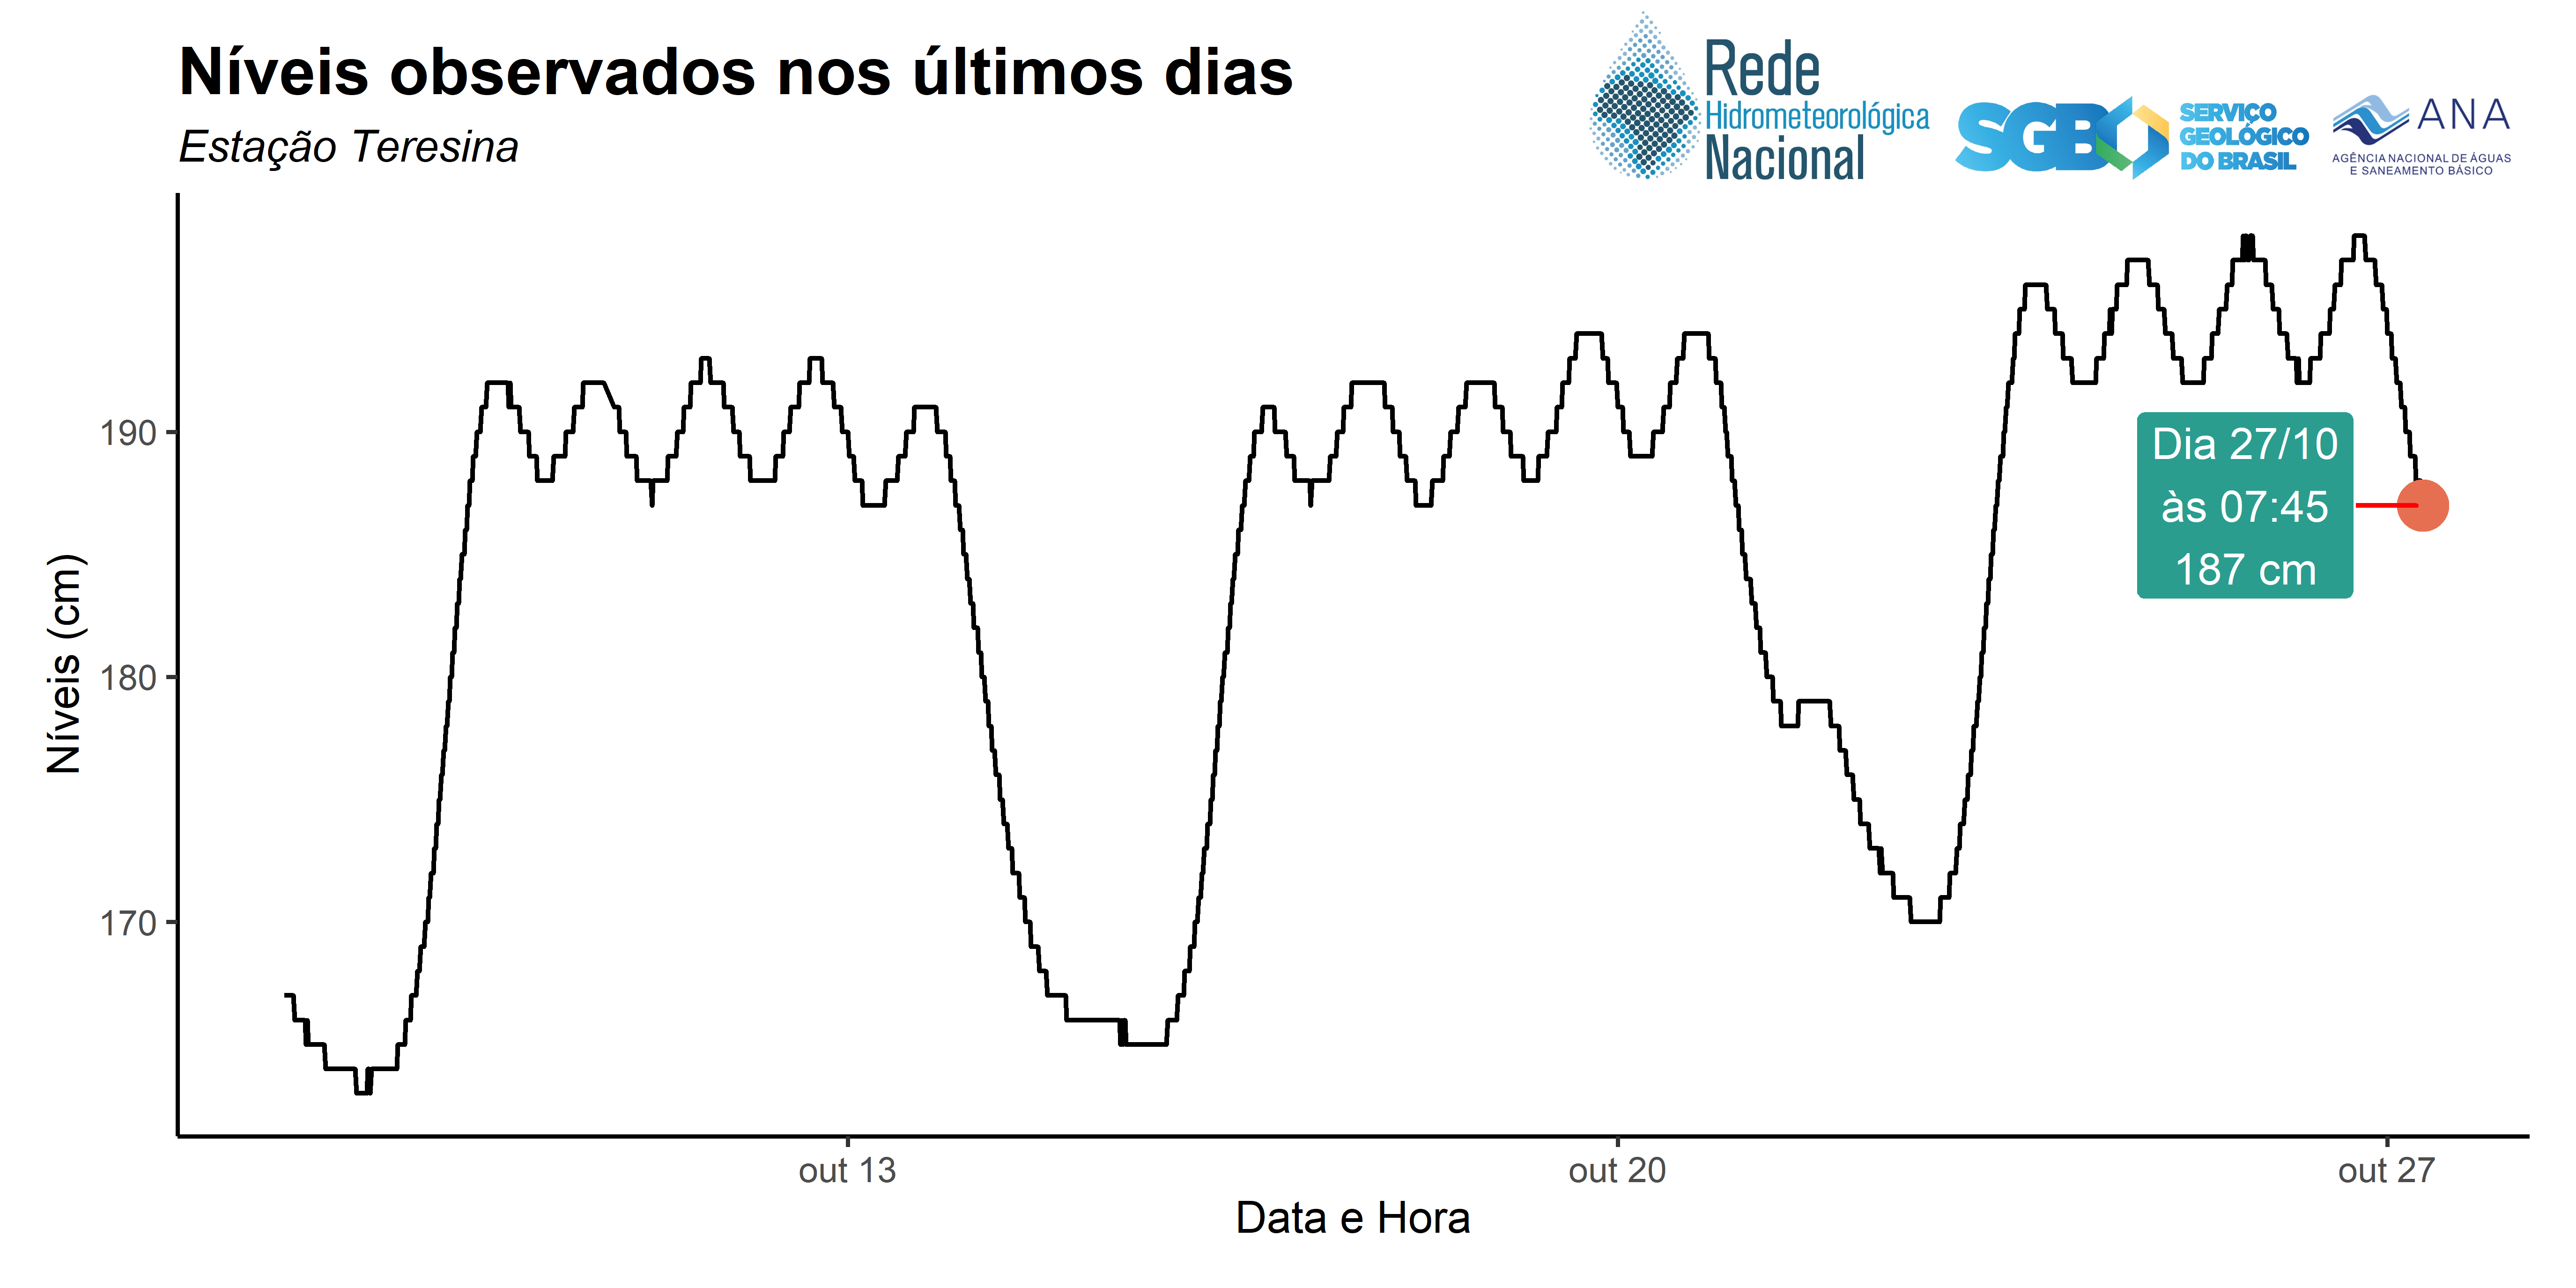 Níveis observados nos últimos dias
Estação Teresina
Rede
Hidrometeorológica
Nacional
SGB
SERVIÇO
GEOLÓGICO
DO BRASIL
ANA
AGÊNCIA NACIONAL DE ÁGUAS
E SANEAMENTO BÁSICO
Níveis (cm)
190
180
170
Dia 27/10
às 07:45
187 cm
out 13
out 20
out 27
Data e Hora